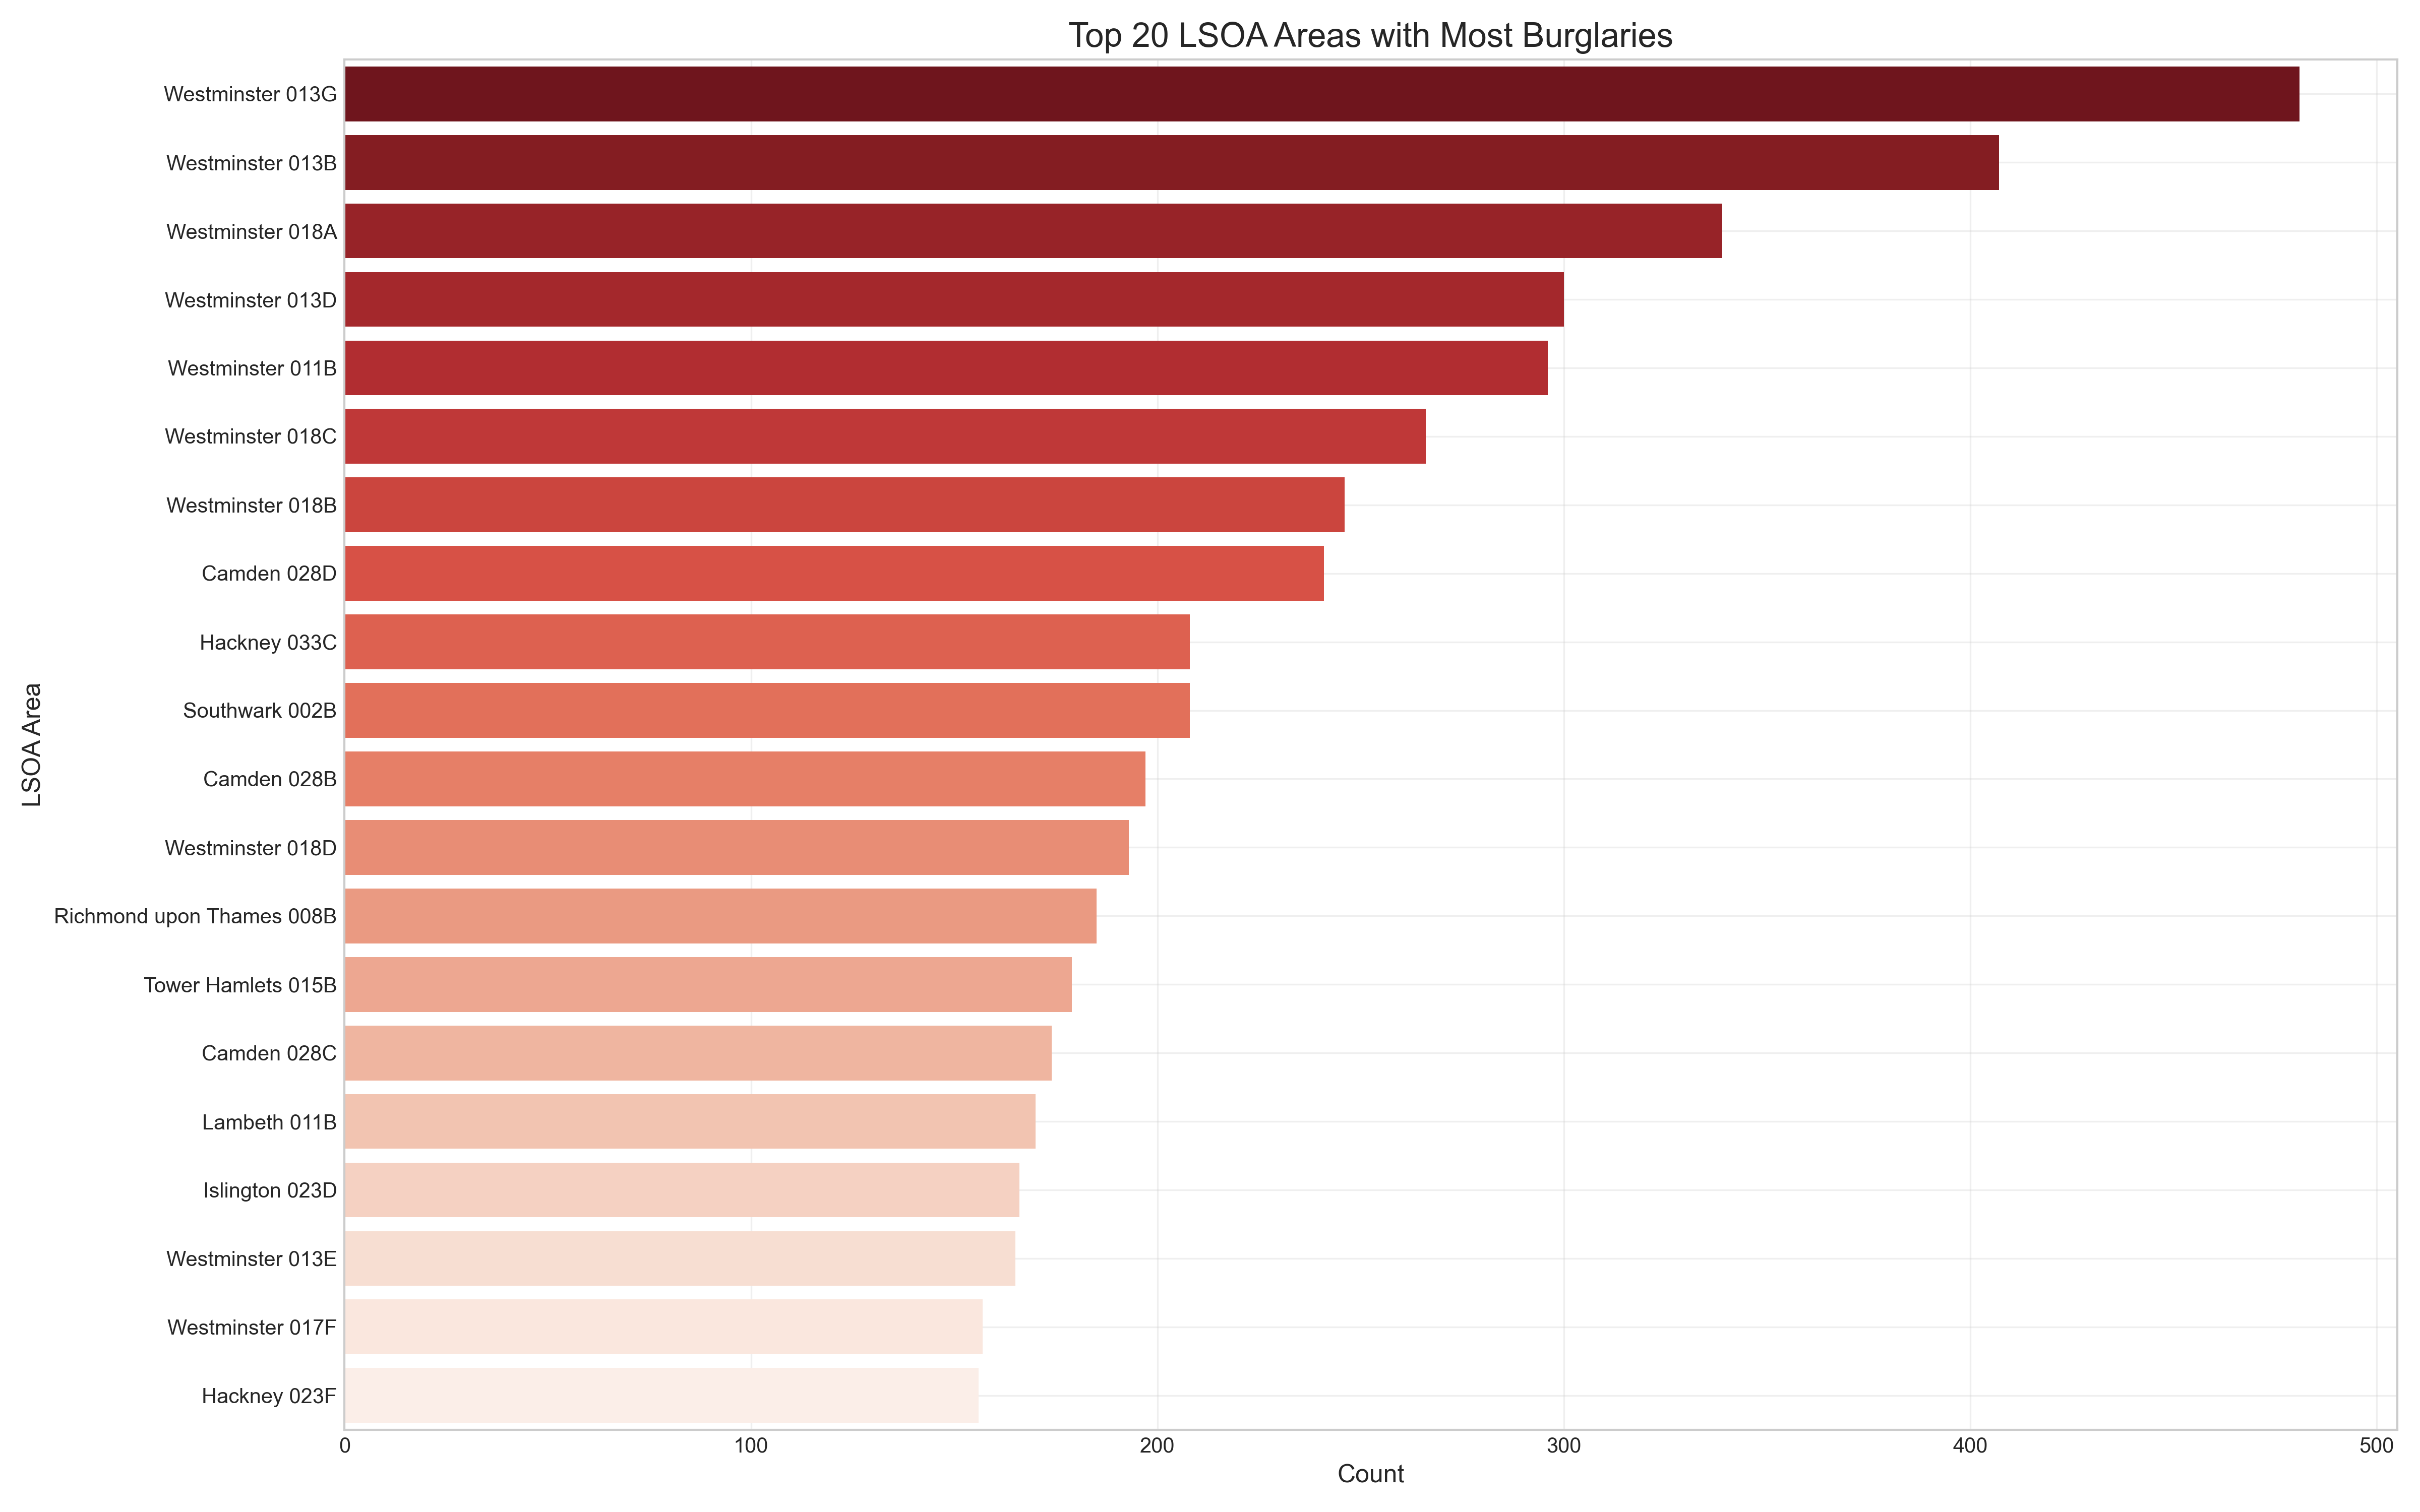 Top 20 LSOA Areas with Most Burglaries
LSOA Area
Westminster 013G
Westminster 013B
Westminster 018A
Westminster 013D
Westminster 011B
Westminster 018C
Westminster 018B
Camden 028D
Hackney 033C
Southwark 002B
Camden 028B
Westminster 018D
Richmond upon Thames 008B
Tower Hamlets 015B
Camden 028C
Lambeth 011B
Islington 023D
Westminster 013E
Westminster 017F
Hackney 023F
0 100 200 300 400 500
Count